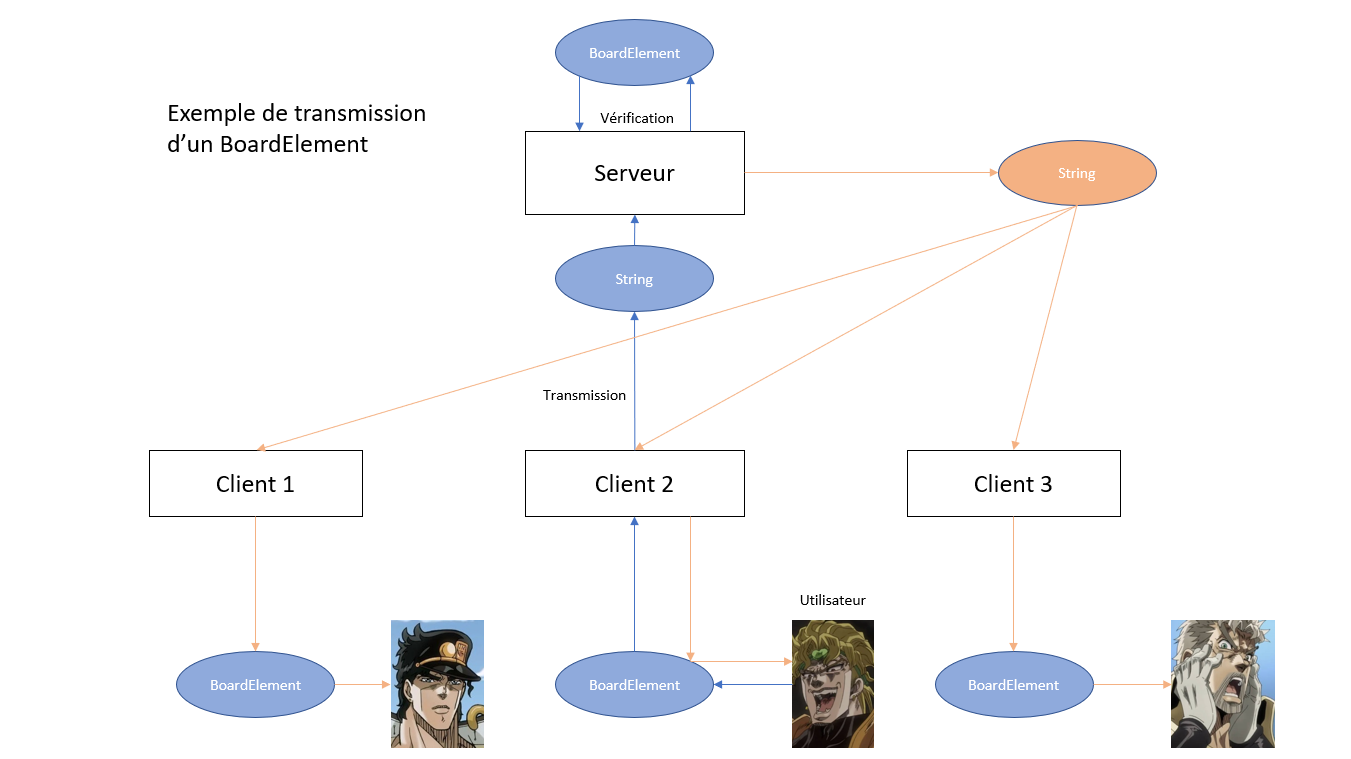 BoardElement
Exemple de transmission
d’un BoardElement
Vérification
Serveur
String
String
Transmission
Client 1
Client 2
Client 3
Utilisateur
BoardElement
BoardElement
BoardElement